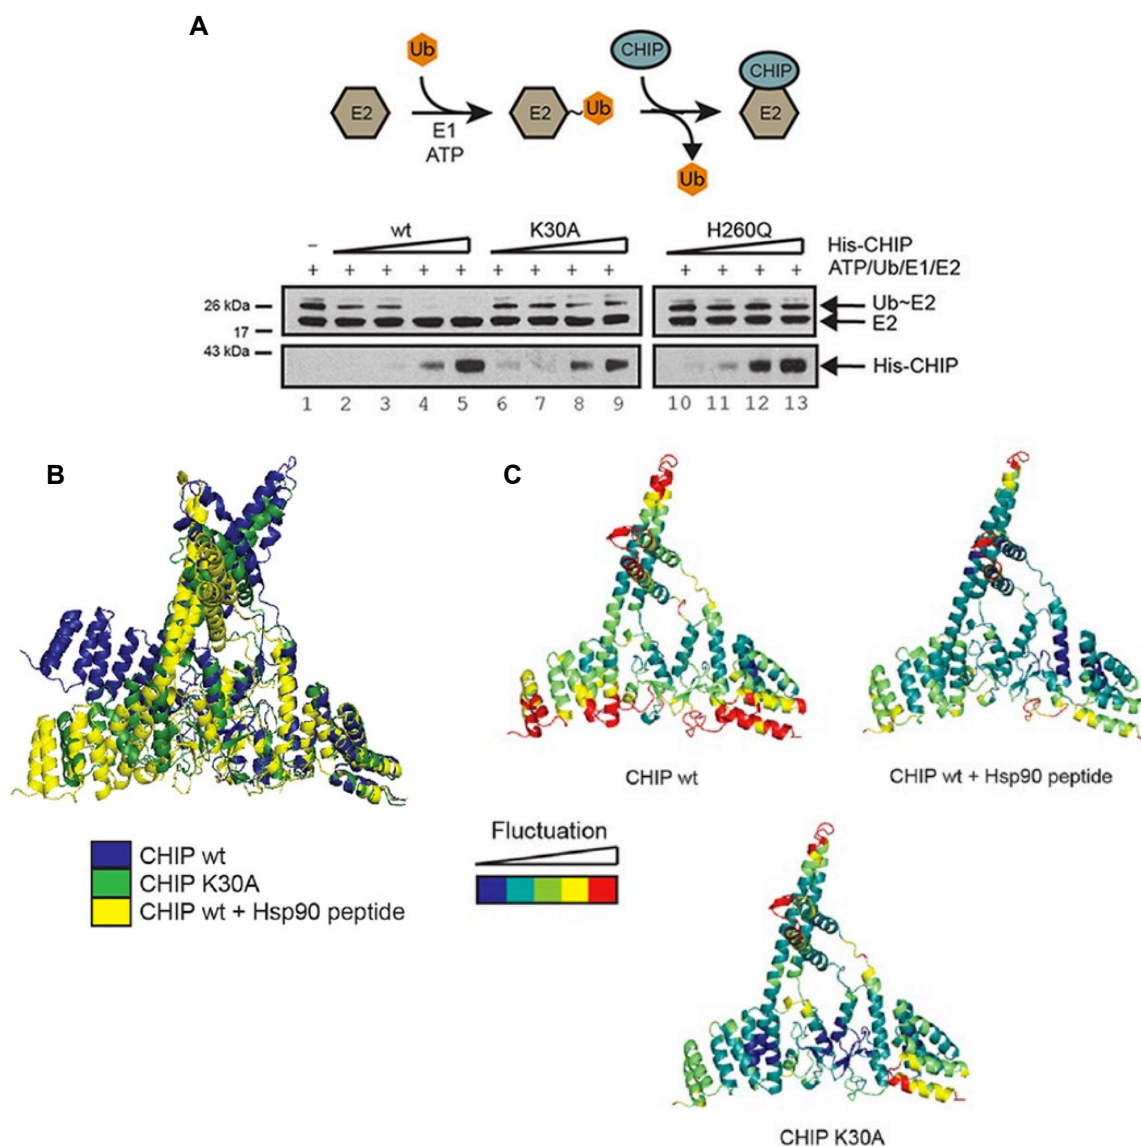 A
Ub
CHIP
CHIP
E2
E2
Ub
E2
E1
ATP
Ub
wt
K30A
H260Q
His-CHIP
–
ATP/Ub/E1/E2
+ + + + + + + + + + + + +
26 kDa
Ub~E2
17
E2
43 kDa
His-CHIP
1 2 3 4 5 6 7 8 9 10 11 12 13
B
C
CHIP wt
CHIP wt + Hsp90 peptide
Fluctuation
CHIP wt
CHIP K30A
CHIP wt + Hsp90 peptide
CHIP K30A